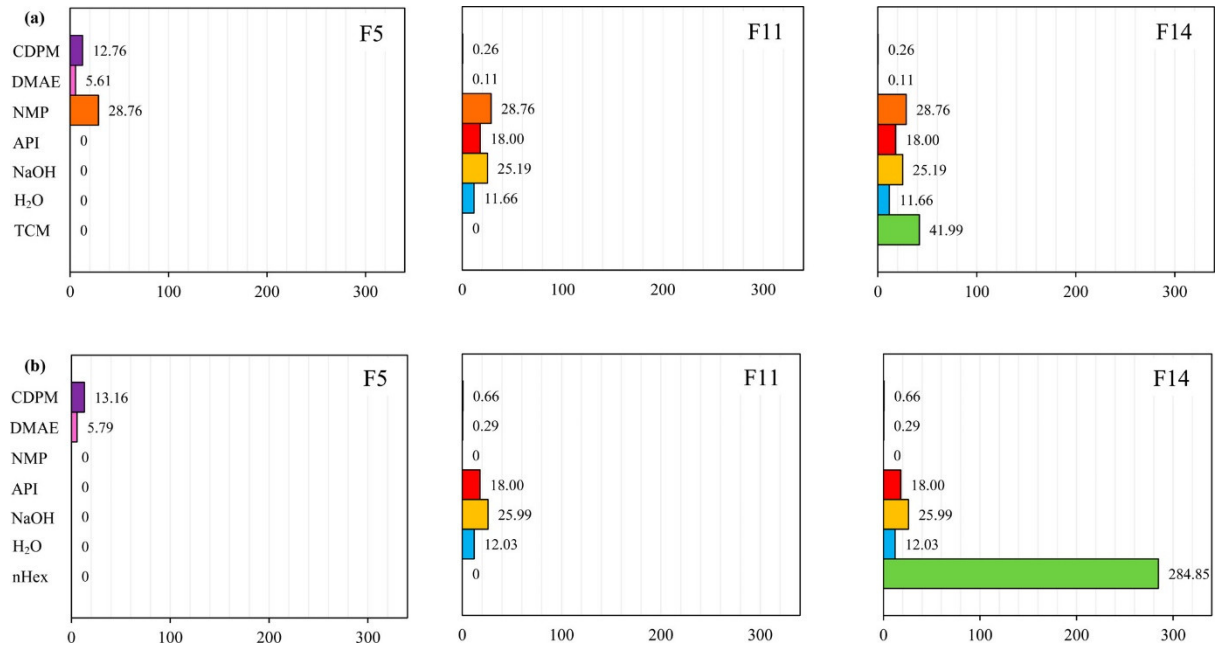 (a)
F5
CDPM 12.76
DMAE 5.61
NMP 28.76
API 0
NaOH 0
H₂O 0
TCM 0
0 100 200 300
F11
0.26
0.11
28.76
18.00
25.19
11.66
0
0 100 200 300
F14
0.26
0.11
28.76
18.00
25.19
11.66
41.99
0 100 200 300
(b)
F5
CDPM 13.16
DMAE 5.79
NMP 0
API 0
NaOH 0
H₂O 0
nHex 0
0 100 200 300
F11
0.66
0.29
0
18.00
25.99
12.03
0
0 100 200 300
F14
0.66
0.29
0
18.00
25.99
12.03
284.85
0 100 200 300